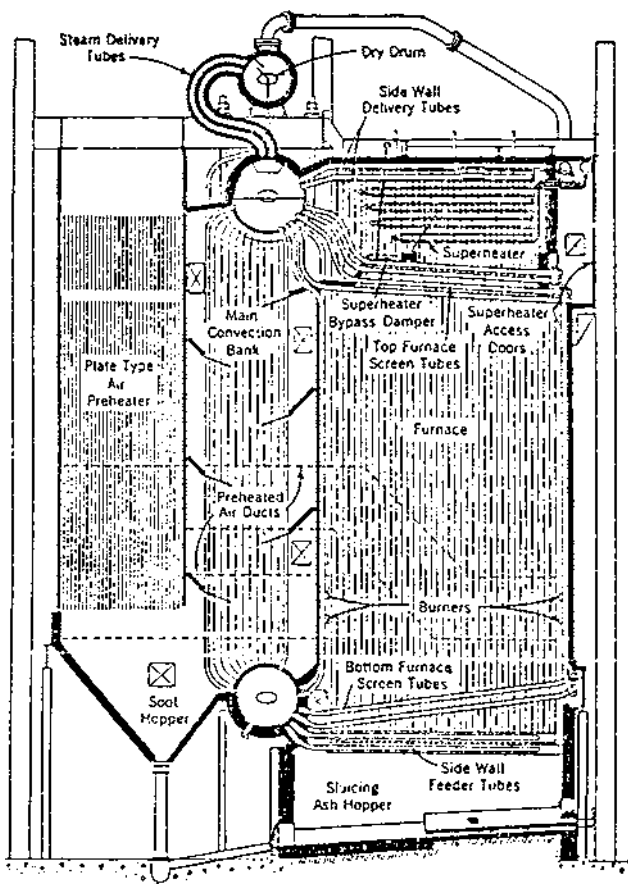 Steam Delivery
Tubes
Dry Drum
Side Wall
Delivery Tubes
Superheater
Main
Convection
Bank
Superheater
Bypass Damper
Superheater
Access
Doors
Top Furnace
Screen Tubes
Plate Type
Air
Preheater
Furnace
Preheated
Air Ducts
Burners
Bottom Furnace
Screen Tubes
Soot
Hopper
Side Wall
Feeder Tubes
Sluicing
Ash Hopper